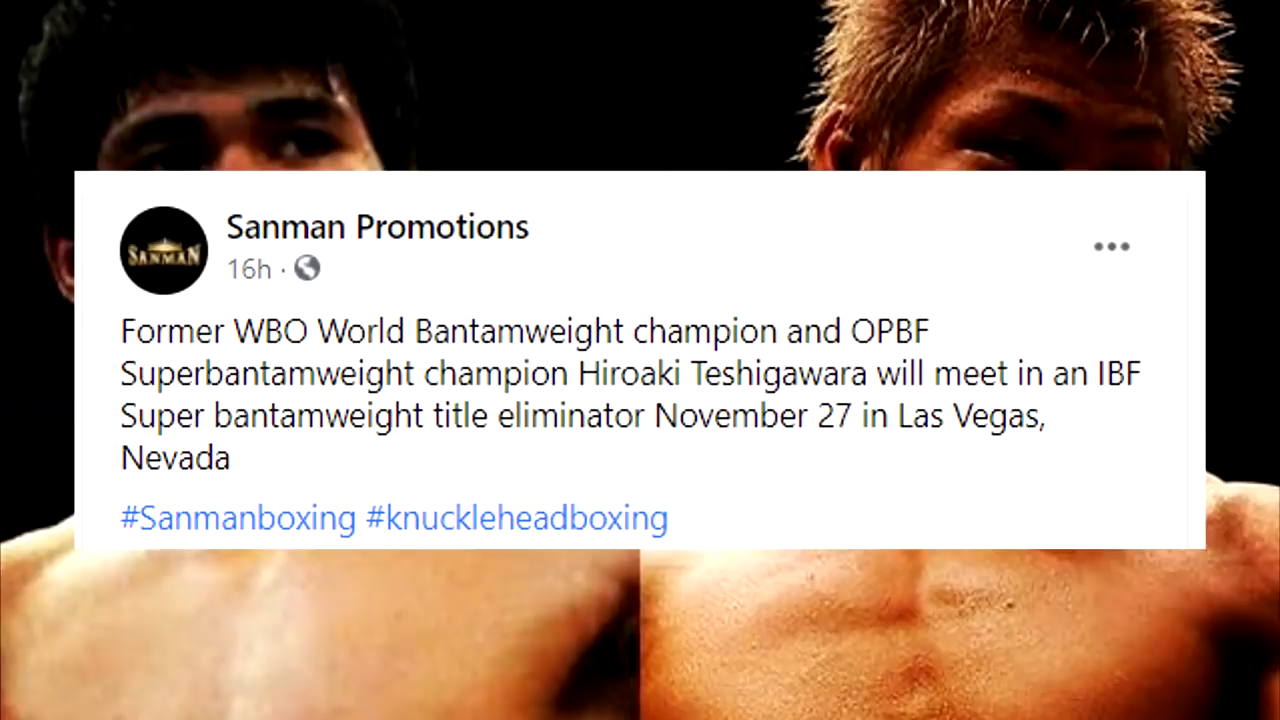 SANMAN
Sanman Promotions
16h ·
Former WBO World Bantamweight champion and OPBF
Superbantamweight champion Hiroaki Teshigawara will meet in an IBF
Super bantamweight title eliminator November 27 in Las Vegas,
Nevada
#Sanmanboxing #knuckleheadboxing